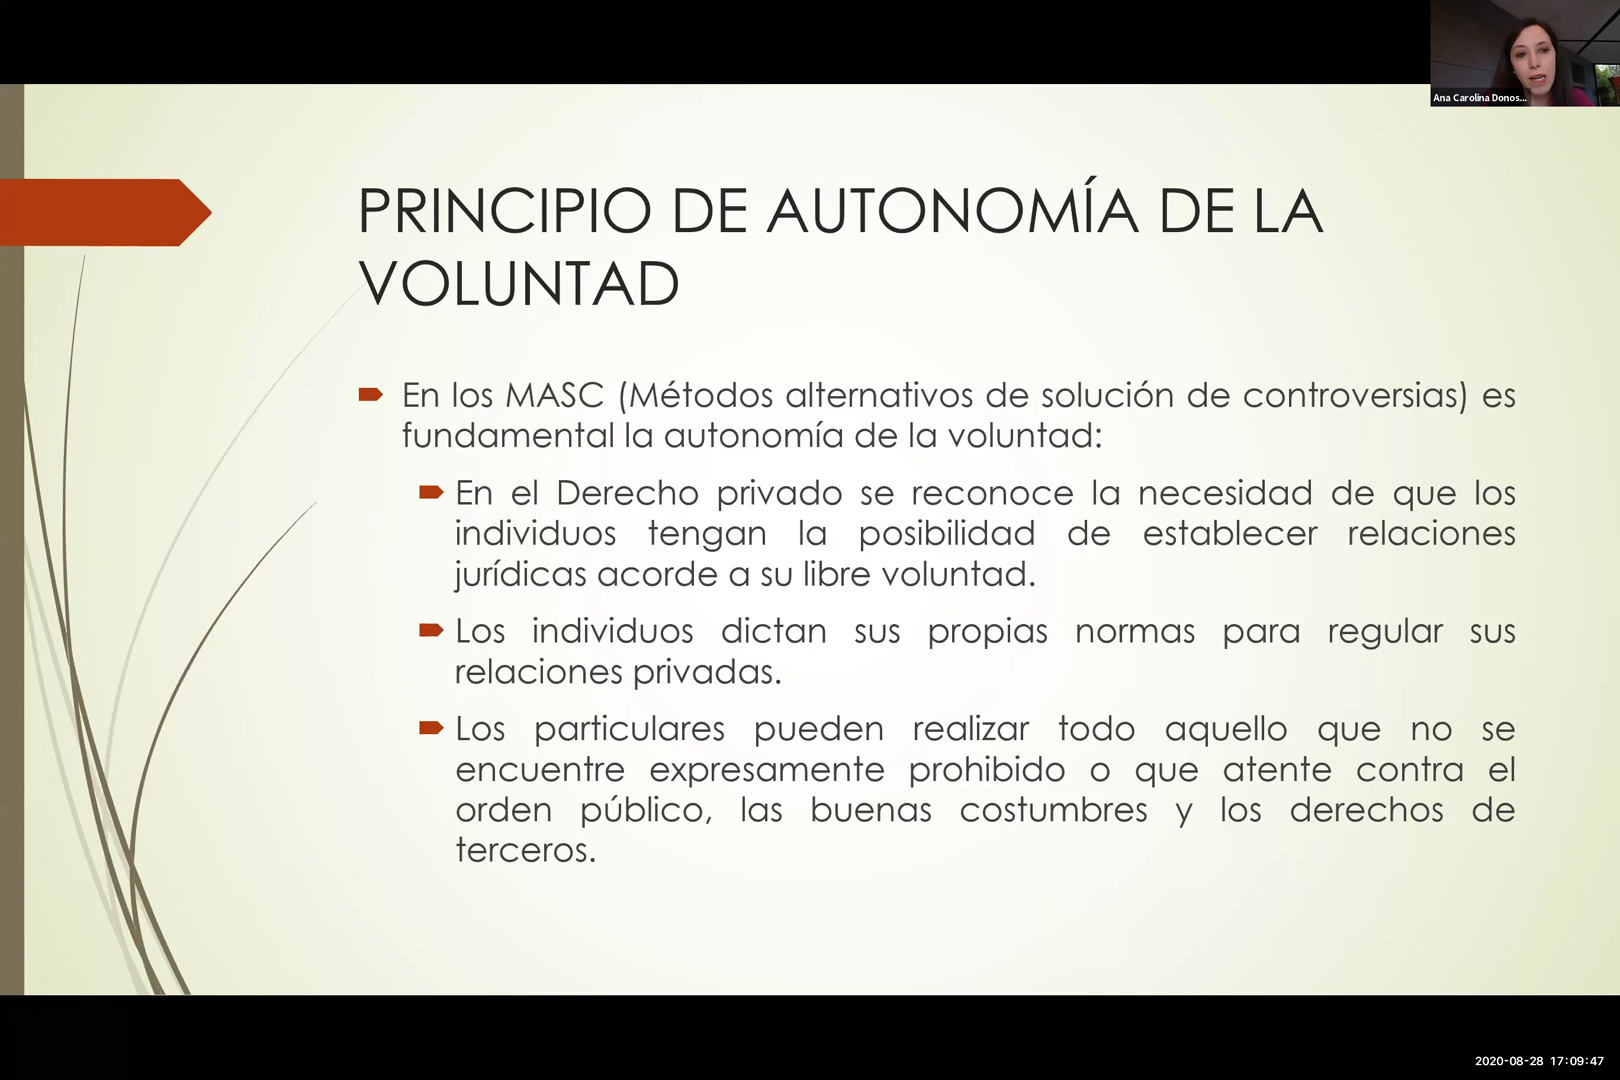 Ana Carolina Donos...
PRINCIPIO DE AUTONOMÍA DE LA
VOLUNTAD
En los MASC (Métodos alternativos de solución de controversias) es
fundamental la autonomía de la voluntad:
En el Derecho privado se reconoce la necesidad de que los
individuos tengan la posibilidad de establecer relaciones
jurídicas acorde a su libre voluntad.
Los individuos dictan sus propias normas para regular sus
relaciones privadas.
Los particulares pueden realizar todo aquello que no se
encuentre expresamente prohibido o que atente contra el
orden público, las buenas costumbres y los derechos de
terceros.
2020-08-28 17:09:47